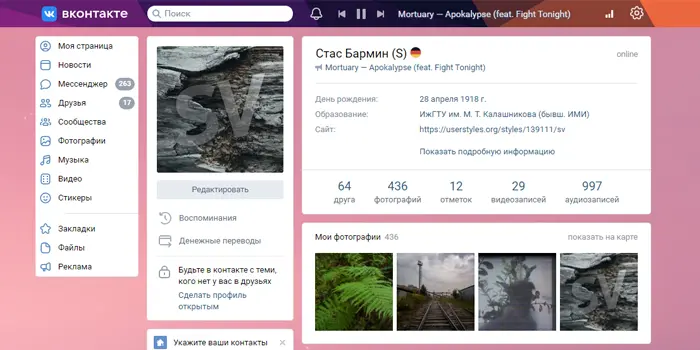 вконтакте
Поиск
Mortuary — Apokalypse (feat. Fight Tonight)
Моя страница
Новости
Мессенджер 263
Друзья 17
Сообщества
Фотографии
Музыка
Видео
Стикеры
Закладки
Файлы
Реклама
SV
Редактировать
Воспоминания
Денежные переводы
Будьте в контакте с теми,
кого нет у вас в друзьях
Сделать профиль
открытым
Укажите ваши контакты
Стас Бармин (S)
online
Mortuary — Apokalypse (feat. Fight Tonight)
День рождения: 28 апреля 1918 г.
Образование: ИжГТУ им. М. Т. Калашникова (бывш. ИМИ)
Сайт: https://userstyles.org/styles/139111/sv
Показать подробную информацию
64 436 12 29 997
друга фотографий отметок видеозаписей аудиозаписей
Мои фотографии 436 показать на карте
SV